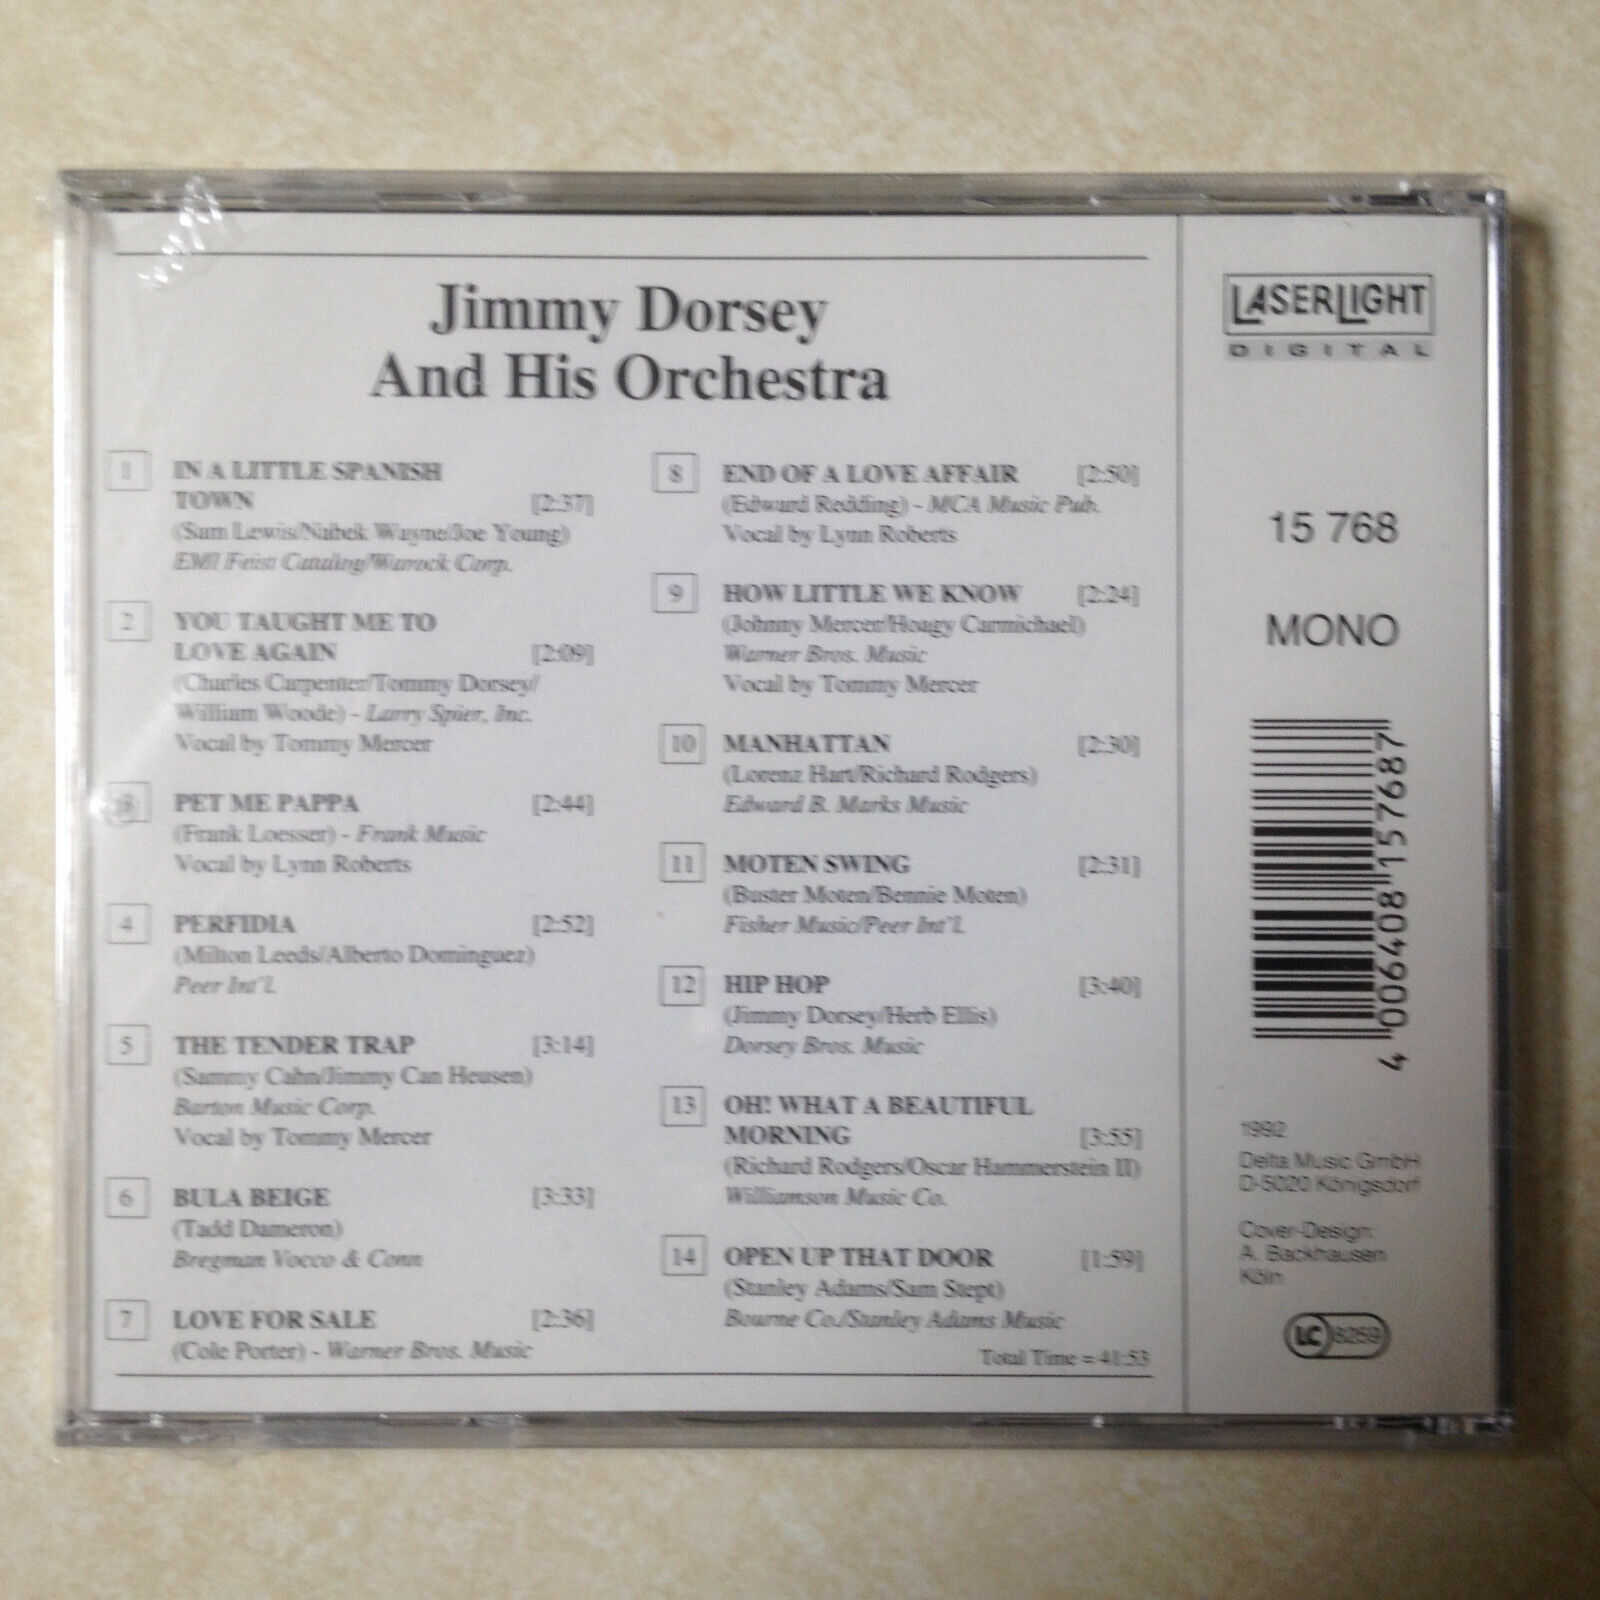 Jimmy Dorsey
And His Orchestra
1 IN A LITTLE SPANISH
TOWN [2:37]
(Sam Lewis/Nabek Wayne/Joe Young)
EMI Feist Catalog/Warock Corp.
2 YOU TAUGHT ME TO
LOVE AGAIN [2:09]
(Charles Carpenter/Tommy Dorsey/
William Woode) - Larry Spier, Inc.
Vocal by Tommy Mercer
3 PET ME PAPPA [2:44]
(Frank Loesser) - Frank Music
Vocal by Lynn Roberts
4 PERFIDIA [2:52]
(Milton Leeds/Alberto Dominguez)
Peer Int'l.
5 THE TENDER TRAP [3:14]
(Sammy Cahn/Jimmy Can Heusen)
Barton Music Corp.
Vocal by Tommy Mercer
6 BULA BEIGE [3:33]
(Tadd Dameron)
Bregman Vocco & Conn
7 LOVE FOR SALE [2:36]
(Cole Porter) - Warner Bros. Music
8 END OF A LOVE AFFAIR [2:50]
(Edward Redding) - MCA Music Pub.
Vocal by Lynn Roberts
9 HOW LITTLE WE KNOW [2:24]
(Johnny Mercer/Hoagy Carmichael)
Warner Bros. Music
Vocal by Tommy Mercer
10 MANHATTAN [2:30]
(Lorenz Hart/Richard Rodgers)
Edward B. Marks Music
11 MOTEN SWING [2:31]
(Buster Moten/Bennie Moten)
Fisher Music/Peer Int'l.
12 HIP HOP [3:40]
(Jimmy Dorsey/Herb Ellis)
Dorsey Bros. Music
13 OH! WHAT A BEAUTIFUL
MORNING [3:55]
(Richard Rodgers/Oscar Hammerstein II)
Williamson Music Co.
14 OPEN UP THAT DOOR [1:59]
(Stanley Adams/Sam Stept)
Bourne Co./Stanley Adams Music
Total Time = 41:53
LASERLIGHT
DIGITAL
15 768
MONO
4 006408 157687
1992
Delta Music GmbH
D-5020 Königsdorf
Cover-Design:
A. Backhausen
Köln
LC 8259